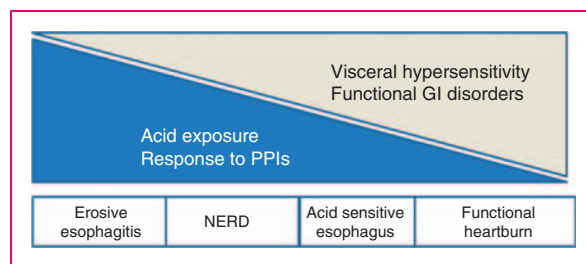 Visceral hypersensitivity
Functional GI disorders
Acid exposure
Response to PPIs
Erosive
esophagitis
NERD
Acid sensitive
esophagus
Functional
heartburn